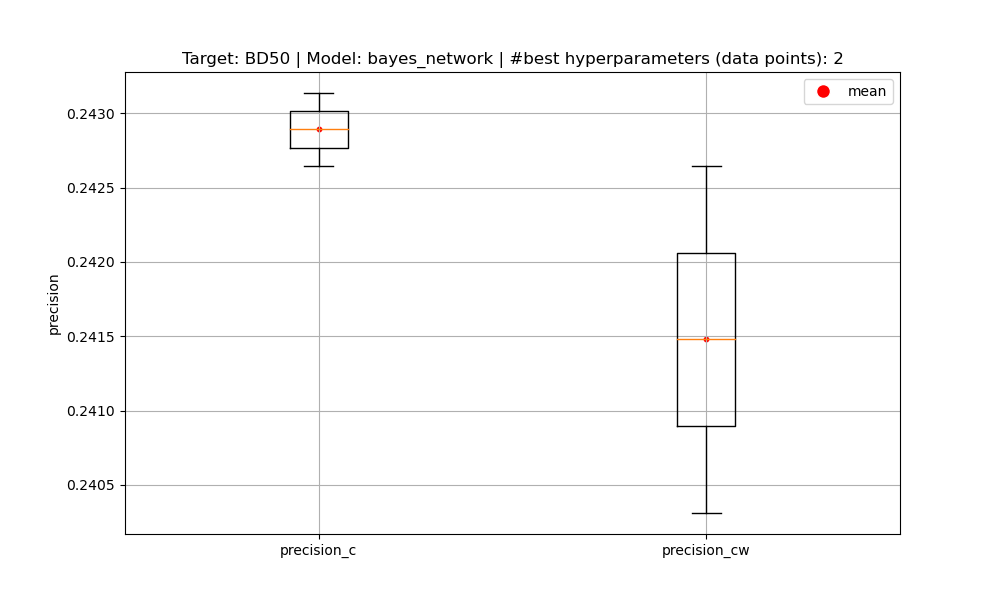 Target: BD50 | Model: bayes_network | #best hyperparameters (data points): 2
mean
0.2430
0.2425
0.2420
0.2415
0.2410
0.2405
precision
precision_c
precision_cw